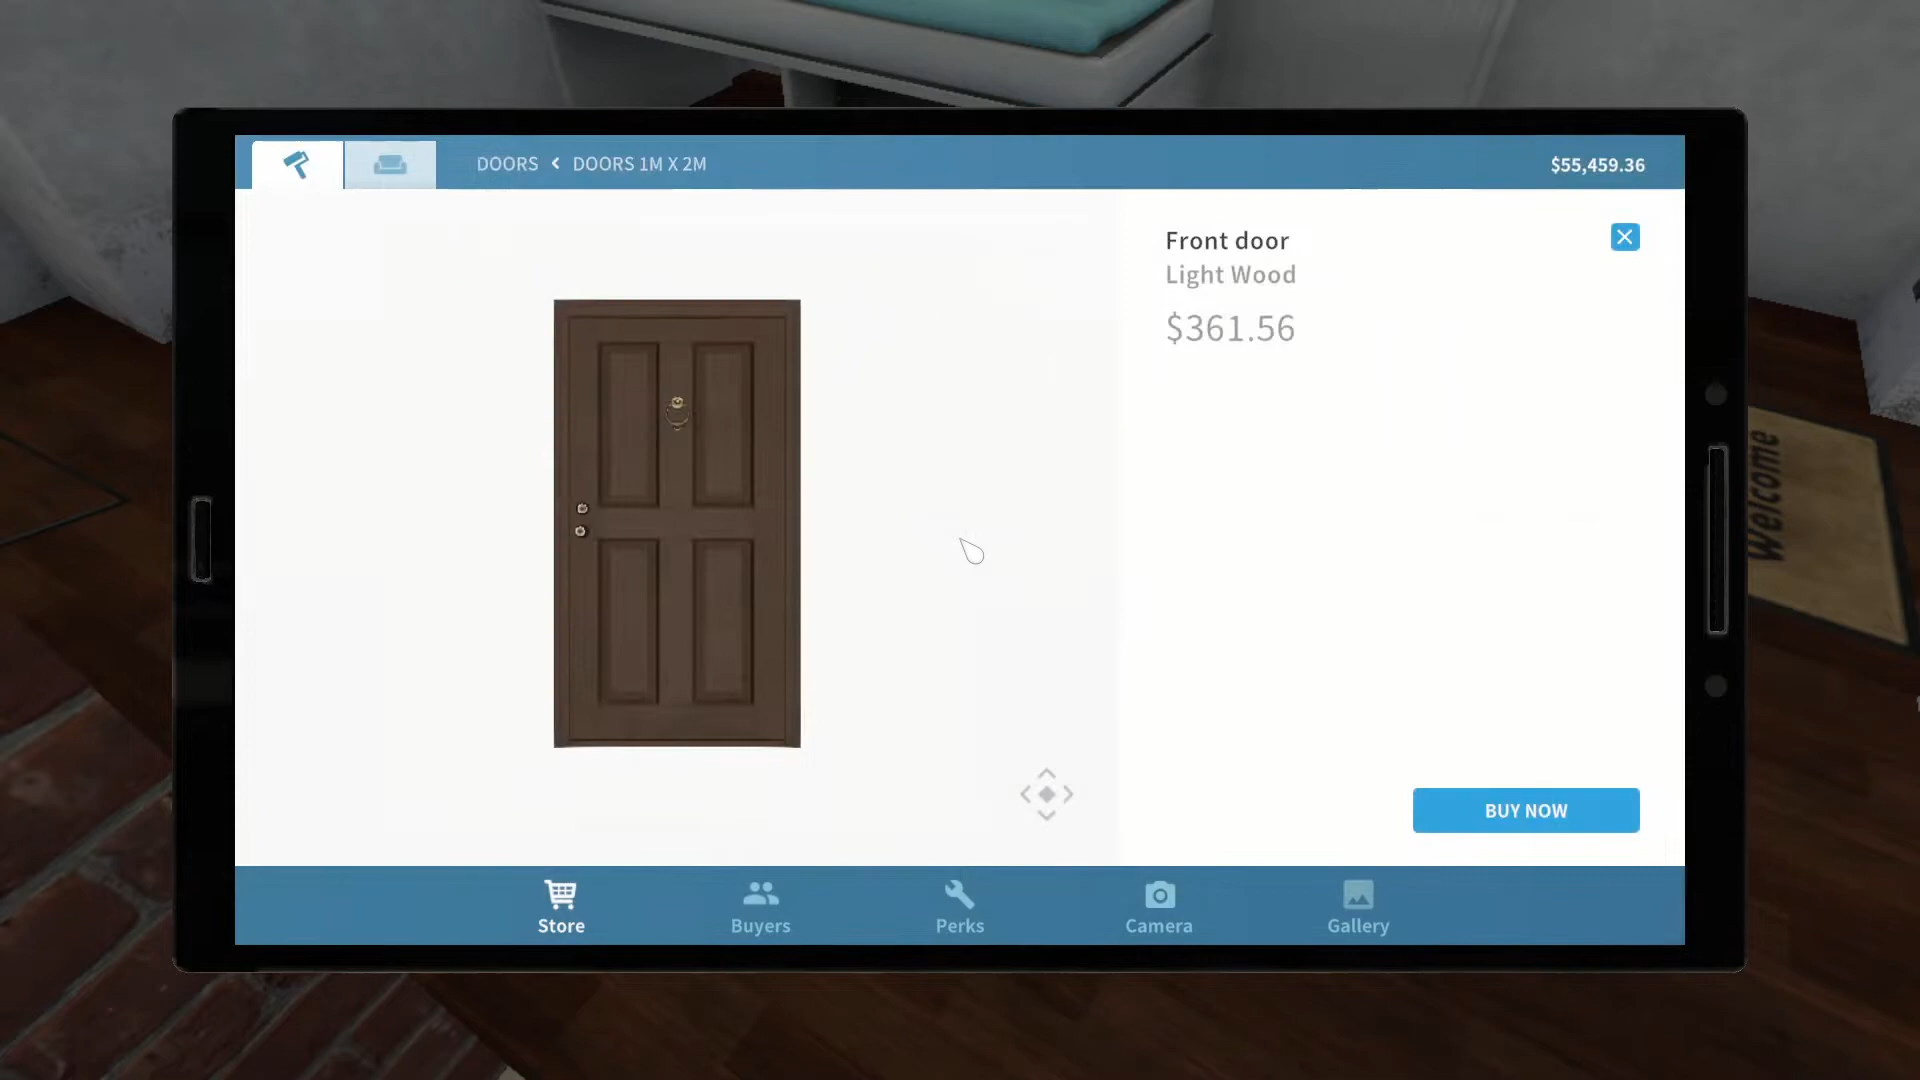 DOORS < DOORS 1M X 2M
$55,459.36
Front door
Light Wood
$361.56
Welcome
BUY NOW
Store
Buyers
Perks
Camera
Gallery